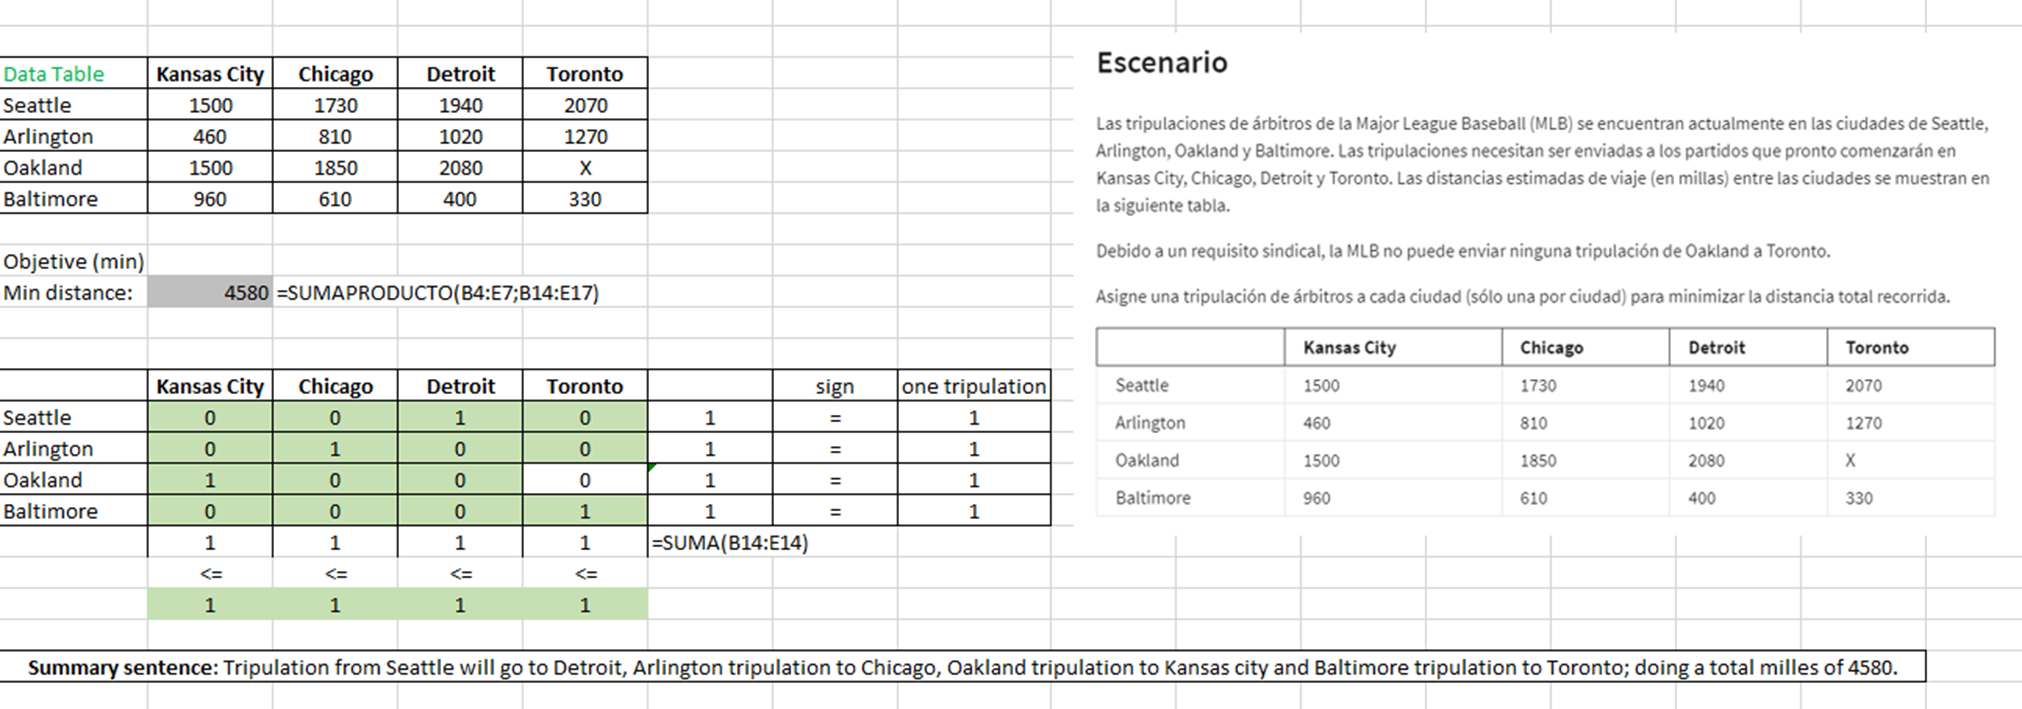 Data Table Kansas City Chicago Detroit Toronto
Seattle 1500 1730 1940 2070
Arlington 460 810 1020 1270
Oakland 1500 1850 2080 X
Baltimore 960 610 400 330
Objetive (min)
Min distance: 4580 =SUMAPRODUCTO(B4:E7;B14:E17)
Kansas City Chicago Detroit Toronto sign one tripulation
Seattle 0 0 1 0 1 = 1
Arlington 0 1 0 0 1 = 1
Oakland 1 0 0 0 1 = 1
Baltimore 0 0 0 1 1 = 1
1 1 1 1 =SUMA(B14:E14)
<= <= <= <=
1 1 1 1
Escenario
Las tripulaciones de árbitros de la Major League Baseball (MLB) se encuentran actualmente en las ciudades de Seattle,
Arlington, Oakland y Baltimore. Las tripulaciones necesitan ser enviadas a los partidos que pronto comenzarán en
Kansas City, Chicago, Detroit y Toronto. Las distancias estimadas de viaje (en millas) entre las ciudades se muestran en
la siguiente tabla.
Debido a un requisito sindical, la MLB no puede enviar ninguna tripulación de Oakland a Toronto.
Asigne una tripulación de árbitros a cada ciudad (sólo una por ciudad) para minimizar la distancia total recorrida.
Kansas City Chicago Detroit Toronto
Seattle 1500 1730 1940 2070
Arlington 460 810 1020 1270
Oakland 1500 1850 2080 X
Baltimore 960 610 400 330
Summary sentence: Tripulation from Seattle will go to Detroit, Arlington tripulation to Chicago, Oakland tripulation to Kansas city and Baltimore tripulation to Toronto; doing a total milles of 4580.